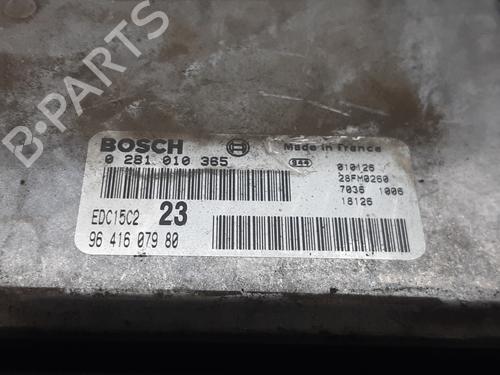 B-PARTS
BOSCH
Made in France
0 281 010 365
944
010126
28FM0260
7036 1006
18126
EDC15C2 23
96 416 079 80